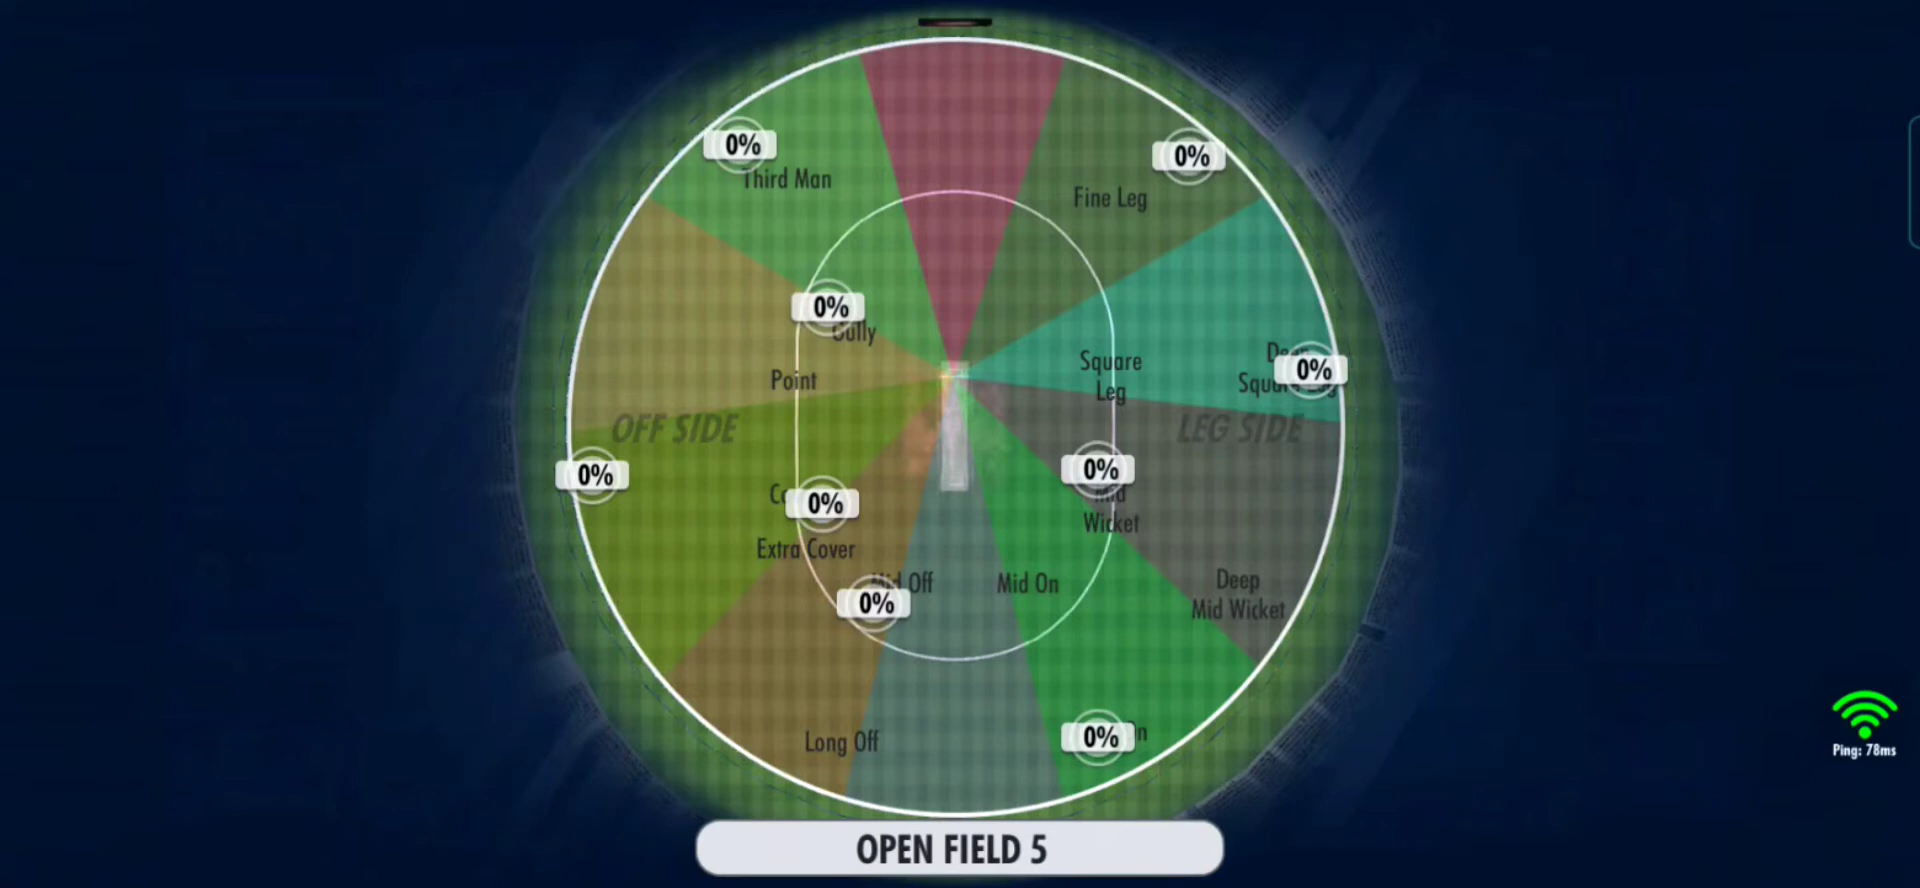 0%
0%
Third Man
Fine Leg
0%
Gully
Square
Leg
0%
Point
OFF SIDE
LEG SIDE
0%
0%
0%
Wicket
Extra Cover
Mid Off
Mid On
0%
Deep
Mid Wicket
Long Off
0%
Ping: 78ms
OPEN FIELD 5